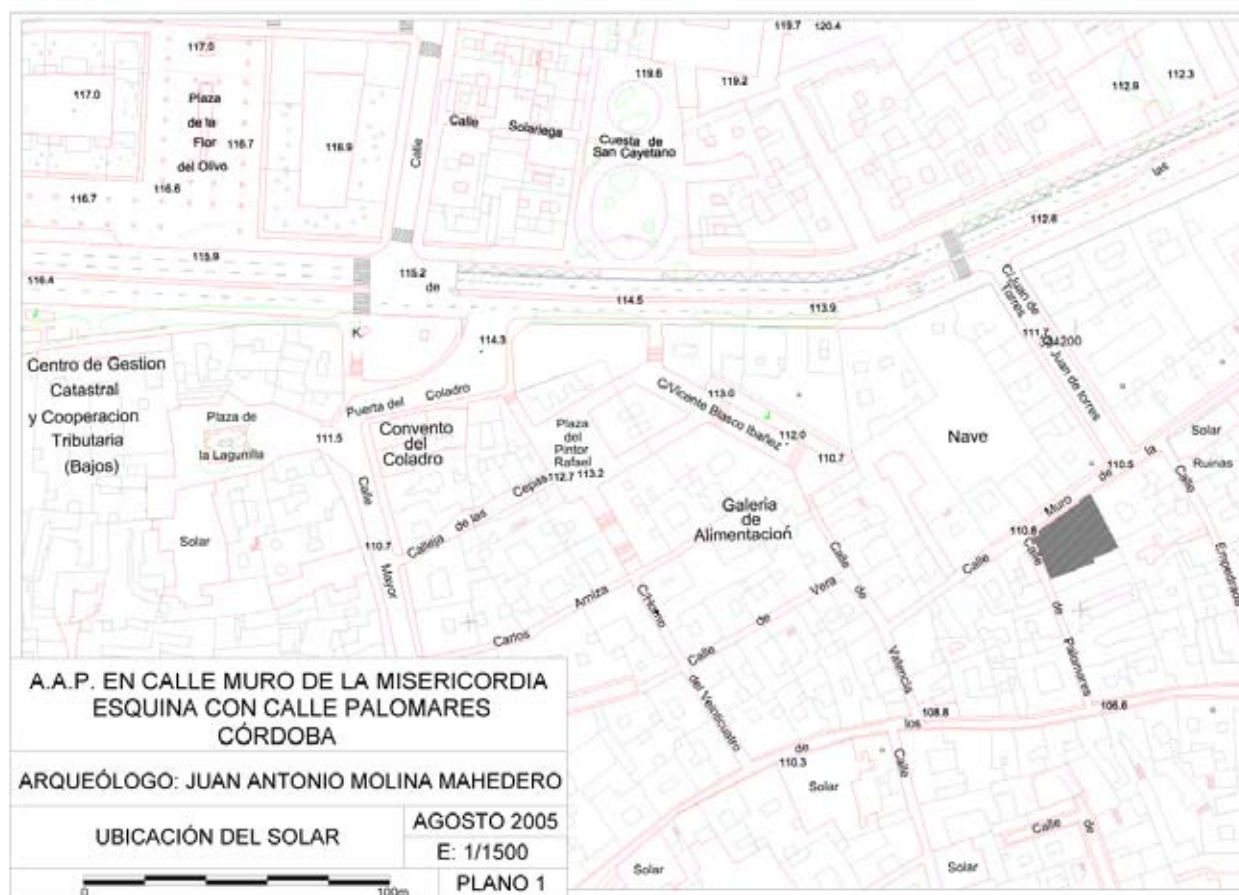 119.7 120.4
117.0
119.6
119.2
112.3
112.9
117.0
Plaza
de la
Flor
del Olivo
116.7
118.9
Calle
Calle Solariega
Cuesta de
San Cayetano
116.6
116.7
las
112.6
115.9
116.4
115.2
de
114.5
113.9
C/Juan de
Torres
111.7
334200
Juan de torres
K
114.3
Centro de Gestion
Catastral
y Cooperacion
Tributaria
(Bajos)
Plaza de
la Lagunilla
Puerta del Coladro
111.5
Convento
del
Coladro
Plaza
del
Pintor
Rafael
C/Vicente Blasco Ibañez
113.0
112.0
110.7
Nave
Solar
Ruinas
110.5
Calle Muro de la
110.8
Calle Empedrada
Calleja de las Cepas
112.7 113.2
Galeria
de
Alimentacioń
Solar
Calle Mayor
110.7
Carlos Arniza
C/Horno del Veinticuatro
Calle de Vera
Calle de Valencia
Calle de Palomares
108.8
106.6
de los
110.3
Calle
Solar
Calle de
Solar
Solar
A.A.P. EN CALLE MURO DE LA MISERICORDIA
ESQUINA CON CALLE PALOMARES
CÓRDOBA
ARQUEÓLOGO: JUAN ANTONIO MOLINA MAHEDERO
UBICACIÓN DEL SOLAR
AGOSTO 2005
E: 1/1500
PLANO 1
0 100m